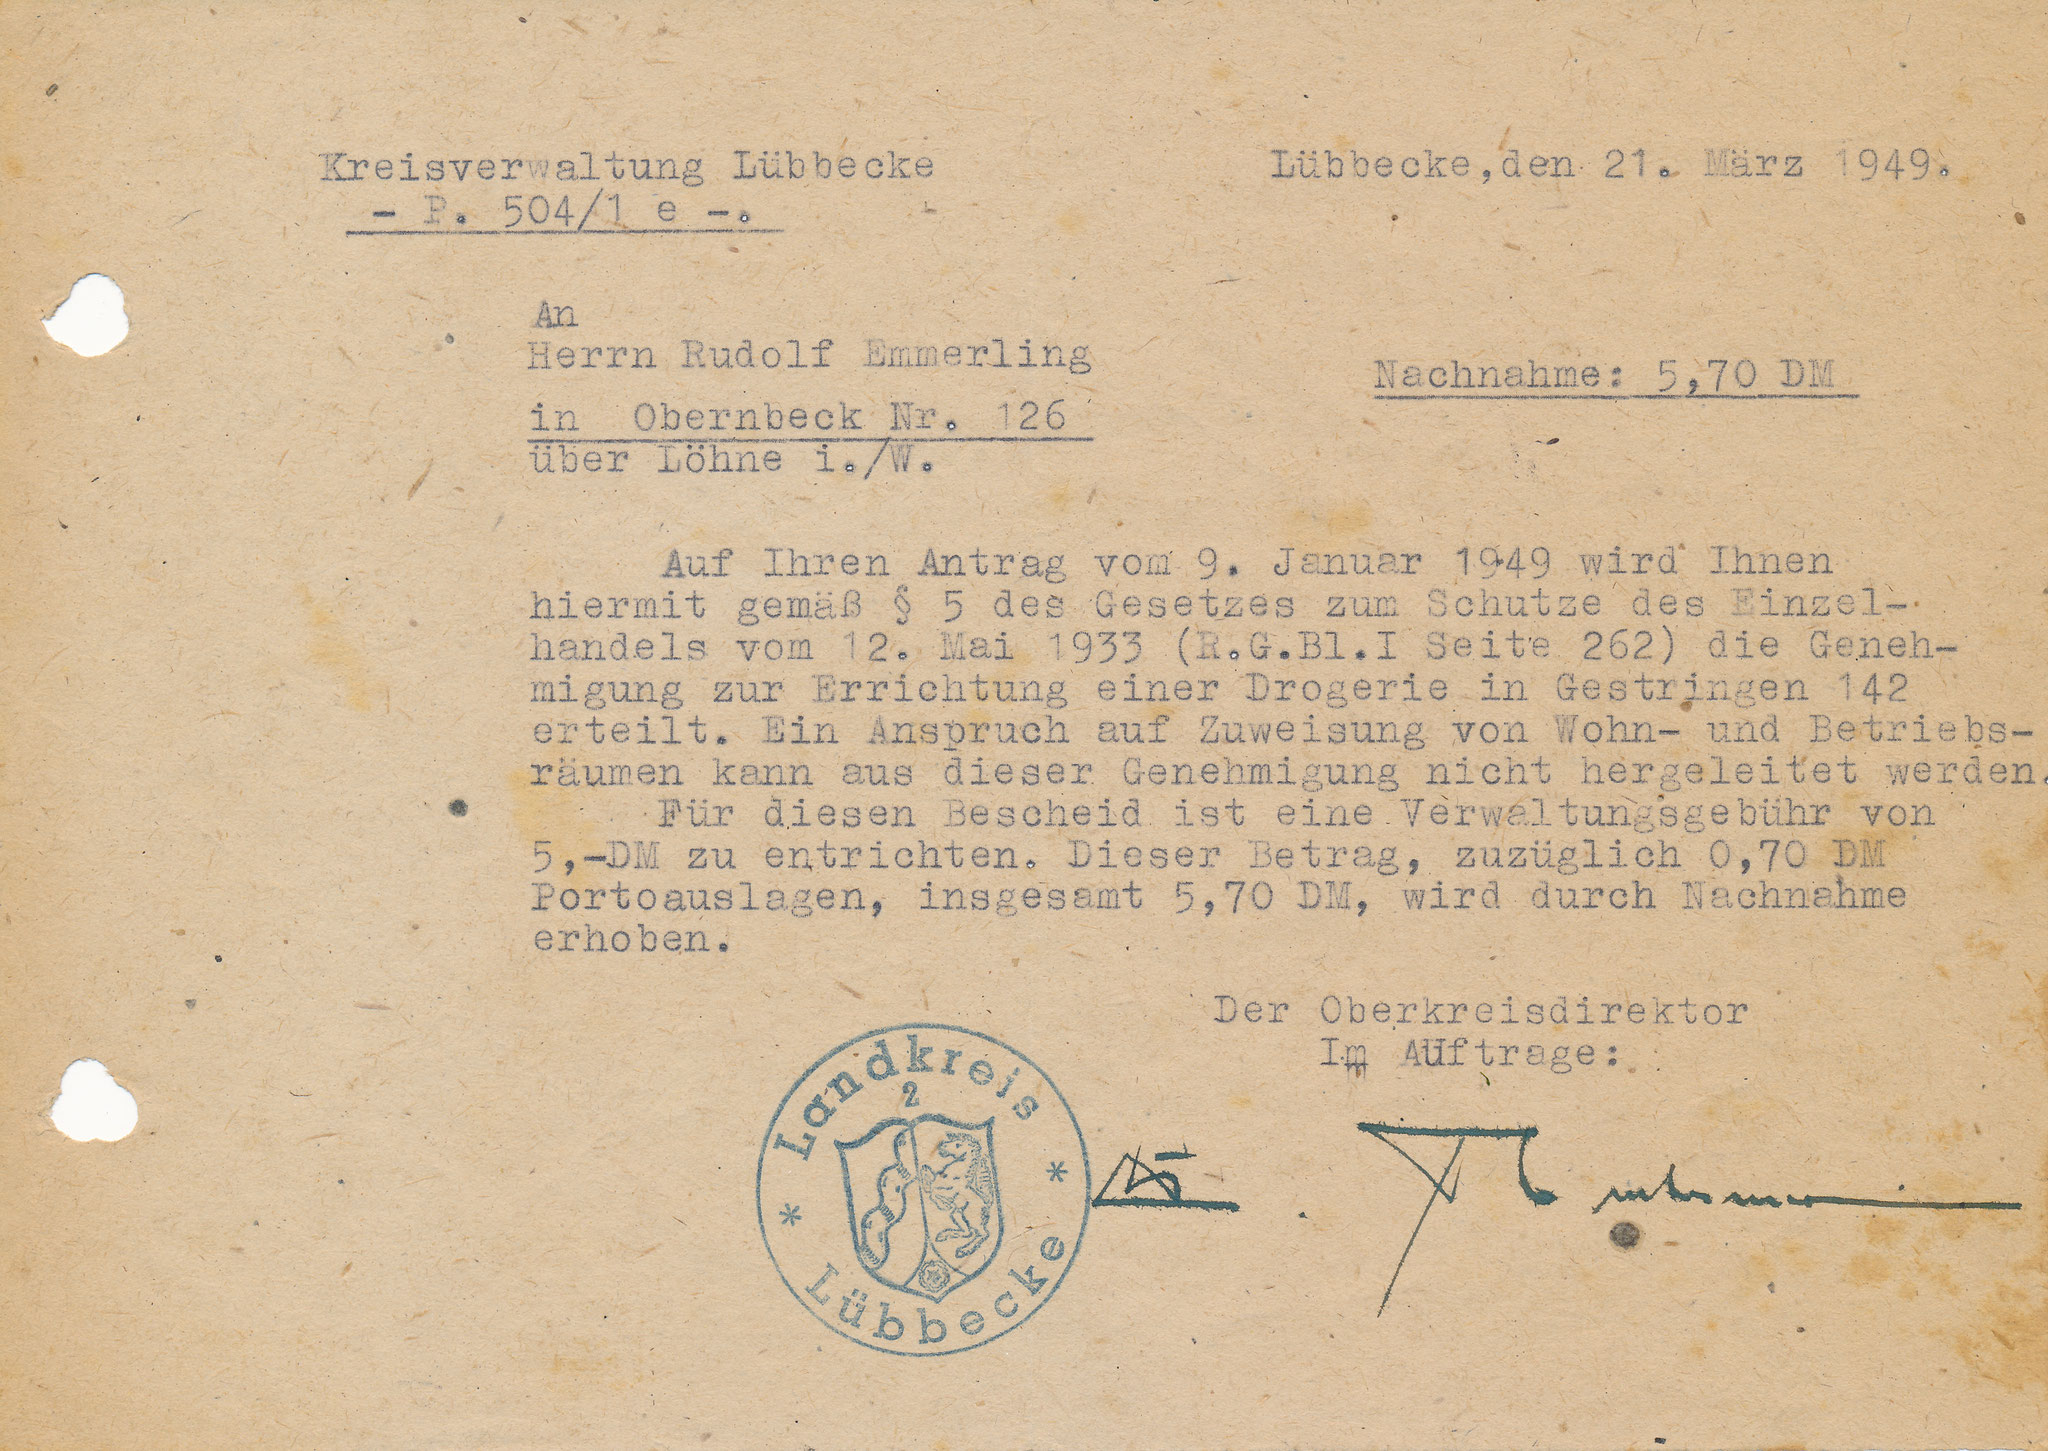 Kreisverwaltung Lübbecke
- P. 504/1 e -.
Lübbecke,den 21. März 1949.
An
Herrn Rudolf Emmerling
in Obernbeck Nr. 126
über Löhne i./W.
Nachnahme: 5,70 DM
Auf Ihren Antrag vom 9. Januar 1949 wird Ihnen
hiermit gemäß § 5 des Gesetzes zum Schutze des Einzel-
handels vom 12. Mai 1933 (R.G.Bl.I Seite 262) die Geneh-
migung zur Errichtung einer Drogerie in Gestringen 142
erteilt. Ein Anspruch auf Zuweisung von Wohn- und Betriebs-
räumen kann aus dieser Genehmigung nicht hergeleitet werden.
Für diesen Bescheid ist eine Verwaltungsgebühr von
5,-DM zu entrichten. Dieser Betrag, zuzüglich 0,70 DM
Portoauslagen, insgesamt 5,70 DM, wird durch Nachnahme
erhoben.
Der Oberkreisdirektor
Im Auftrage:
Landkreis
2
* *
Lübbecke